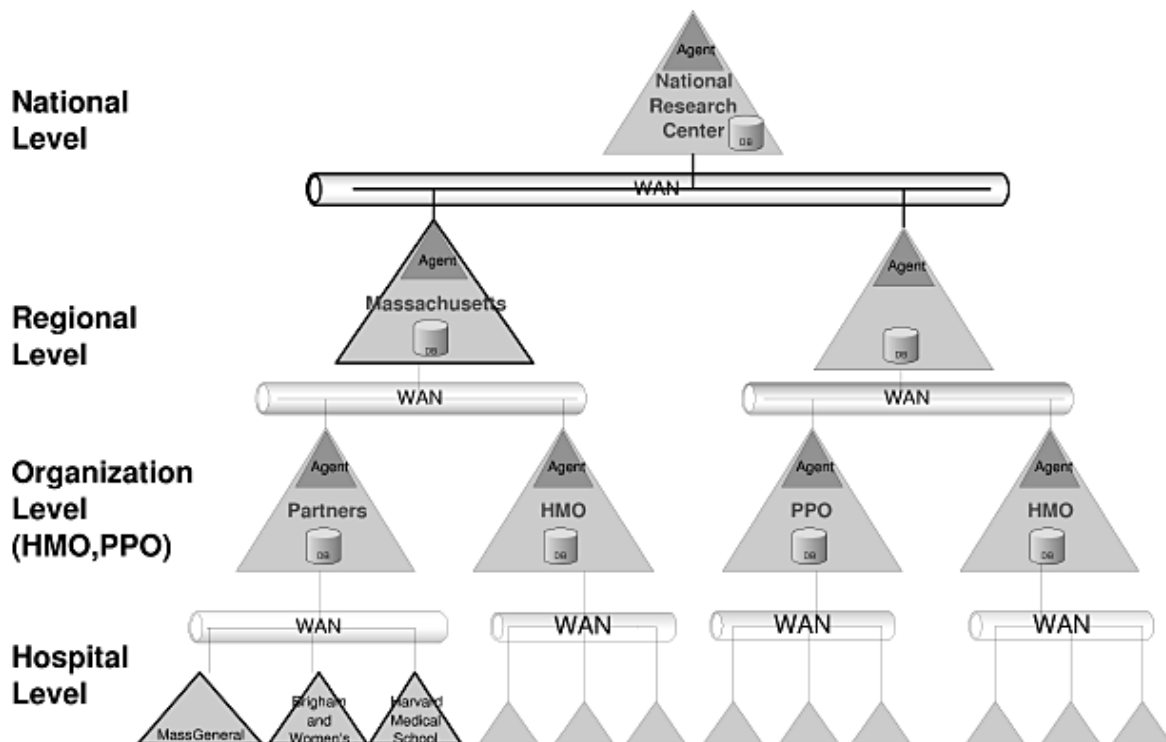 Agent
National
Research
Center
DB
National
Level
WAN
Agent
Massachusetts
DB
Agent
DB
Regional
Level
WAN
WAN
Agent
Partners
DB
Agent
HMO
DB
Agent
PPO
DB
Agent
HMO
DB
Organization
Level
(HMO,PPO)
WAN
WAN
WAN
WAN
Hospital
Level
MassGeneral
Brigham
and
Women's
Harvard
Medical
School